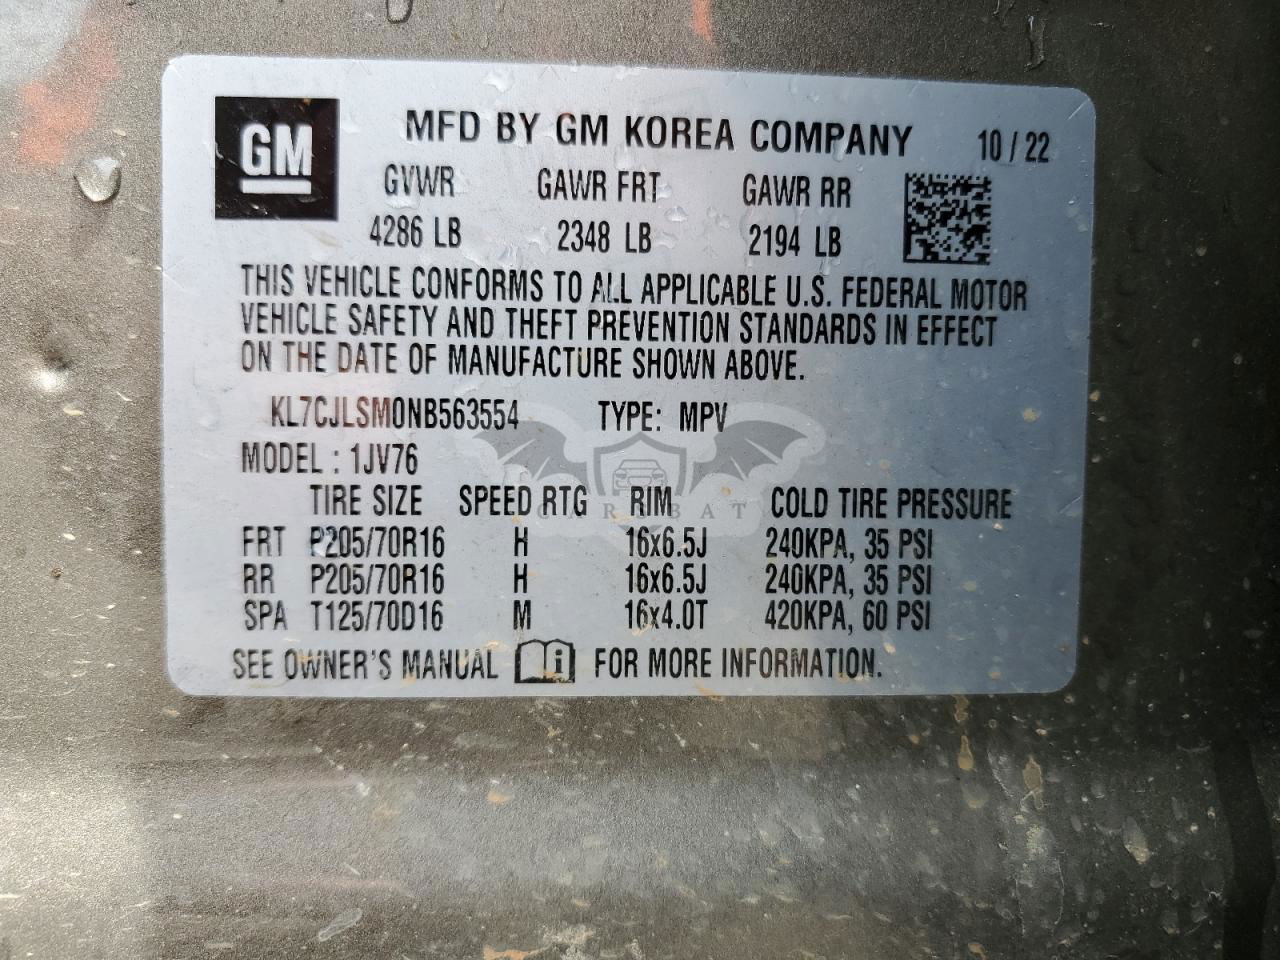 GM MFD BY GM KOREA COMPANY 10 / 22
GVWR GAWR FRT GAWR RR
4286 LB 2348 LB 2194 LB
THIS VEHICLE CONFORMS TO ALL APPLICABLE U.S. FEDERAL MOTOR
VEHICLE SAFETY AND THEFT PREVENTION STANDARDS IN EFFECT
ON THE DATE OF MANUFACTURE SHOWN ABOVE.
KL7CJLSM0NB563554 TYPE: MPV
MODEL : 1JV76
TIRE SIZE SPEED RTG RIM COLD TIRE PRESSURE
CARSBAT
FRT P205/70R16 H 16x6.5J 240KPA, 35 PSI
RR P205/70R16 H 16x6.5J 240KPA, 35 PSI
SPA T125/70D16 M 16x4.0T 420KPA, 60 PSI
SEE OWNER'S MANUAL i FOR MORE INFORMATION.